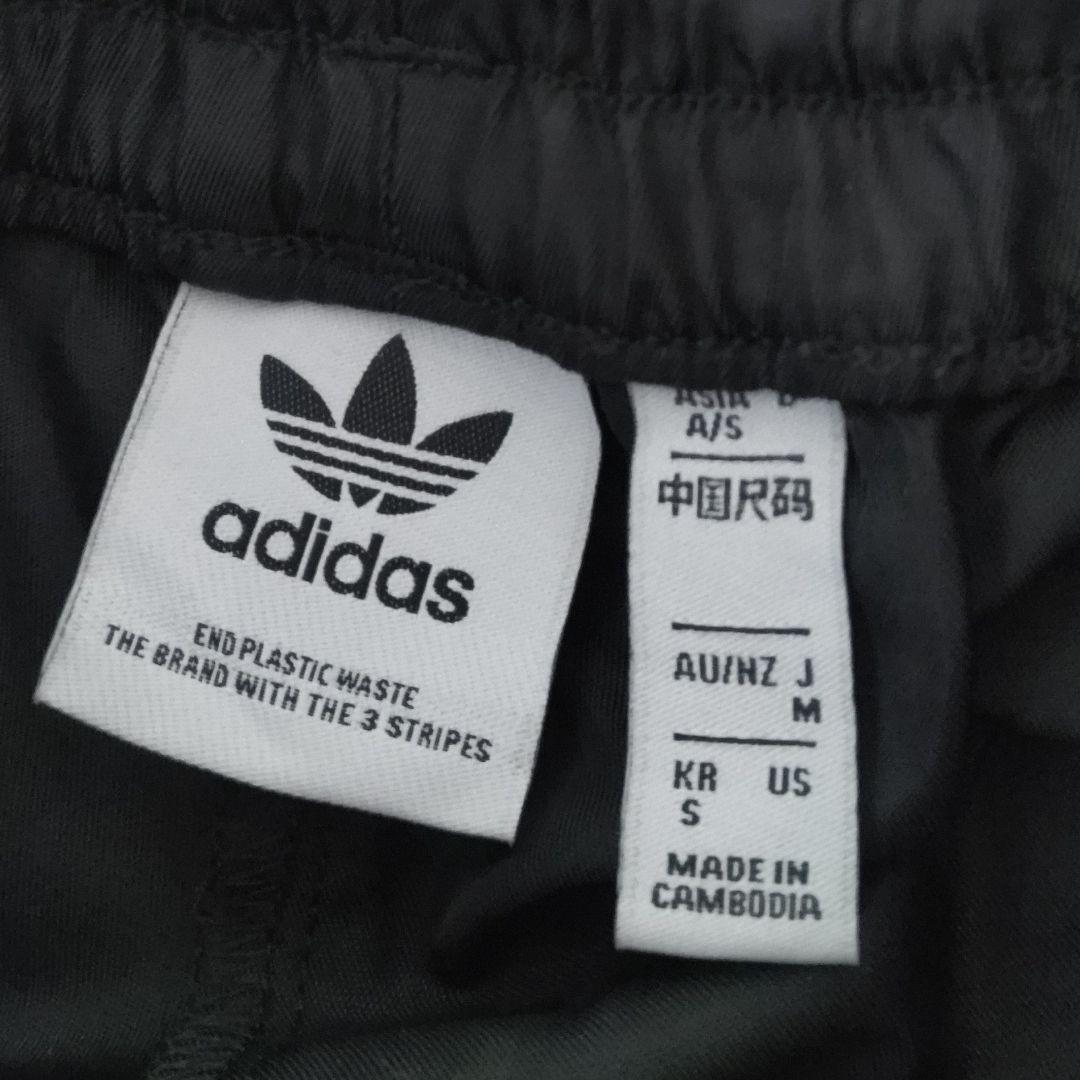 adidas
END PLASTIC WASTE
THE BRAND WITH THE 3 STRIPES
ASIA D
A/S
中国尺码
AU/NZ J
M
KR US
S
MADE IN
CAMBODIA